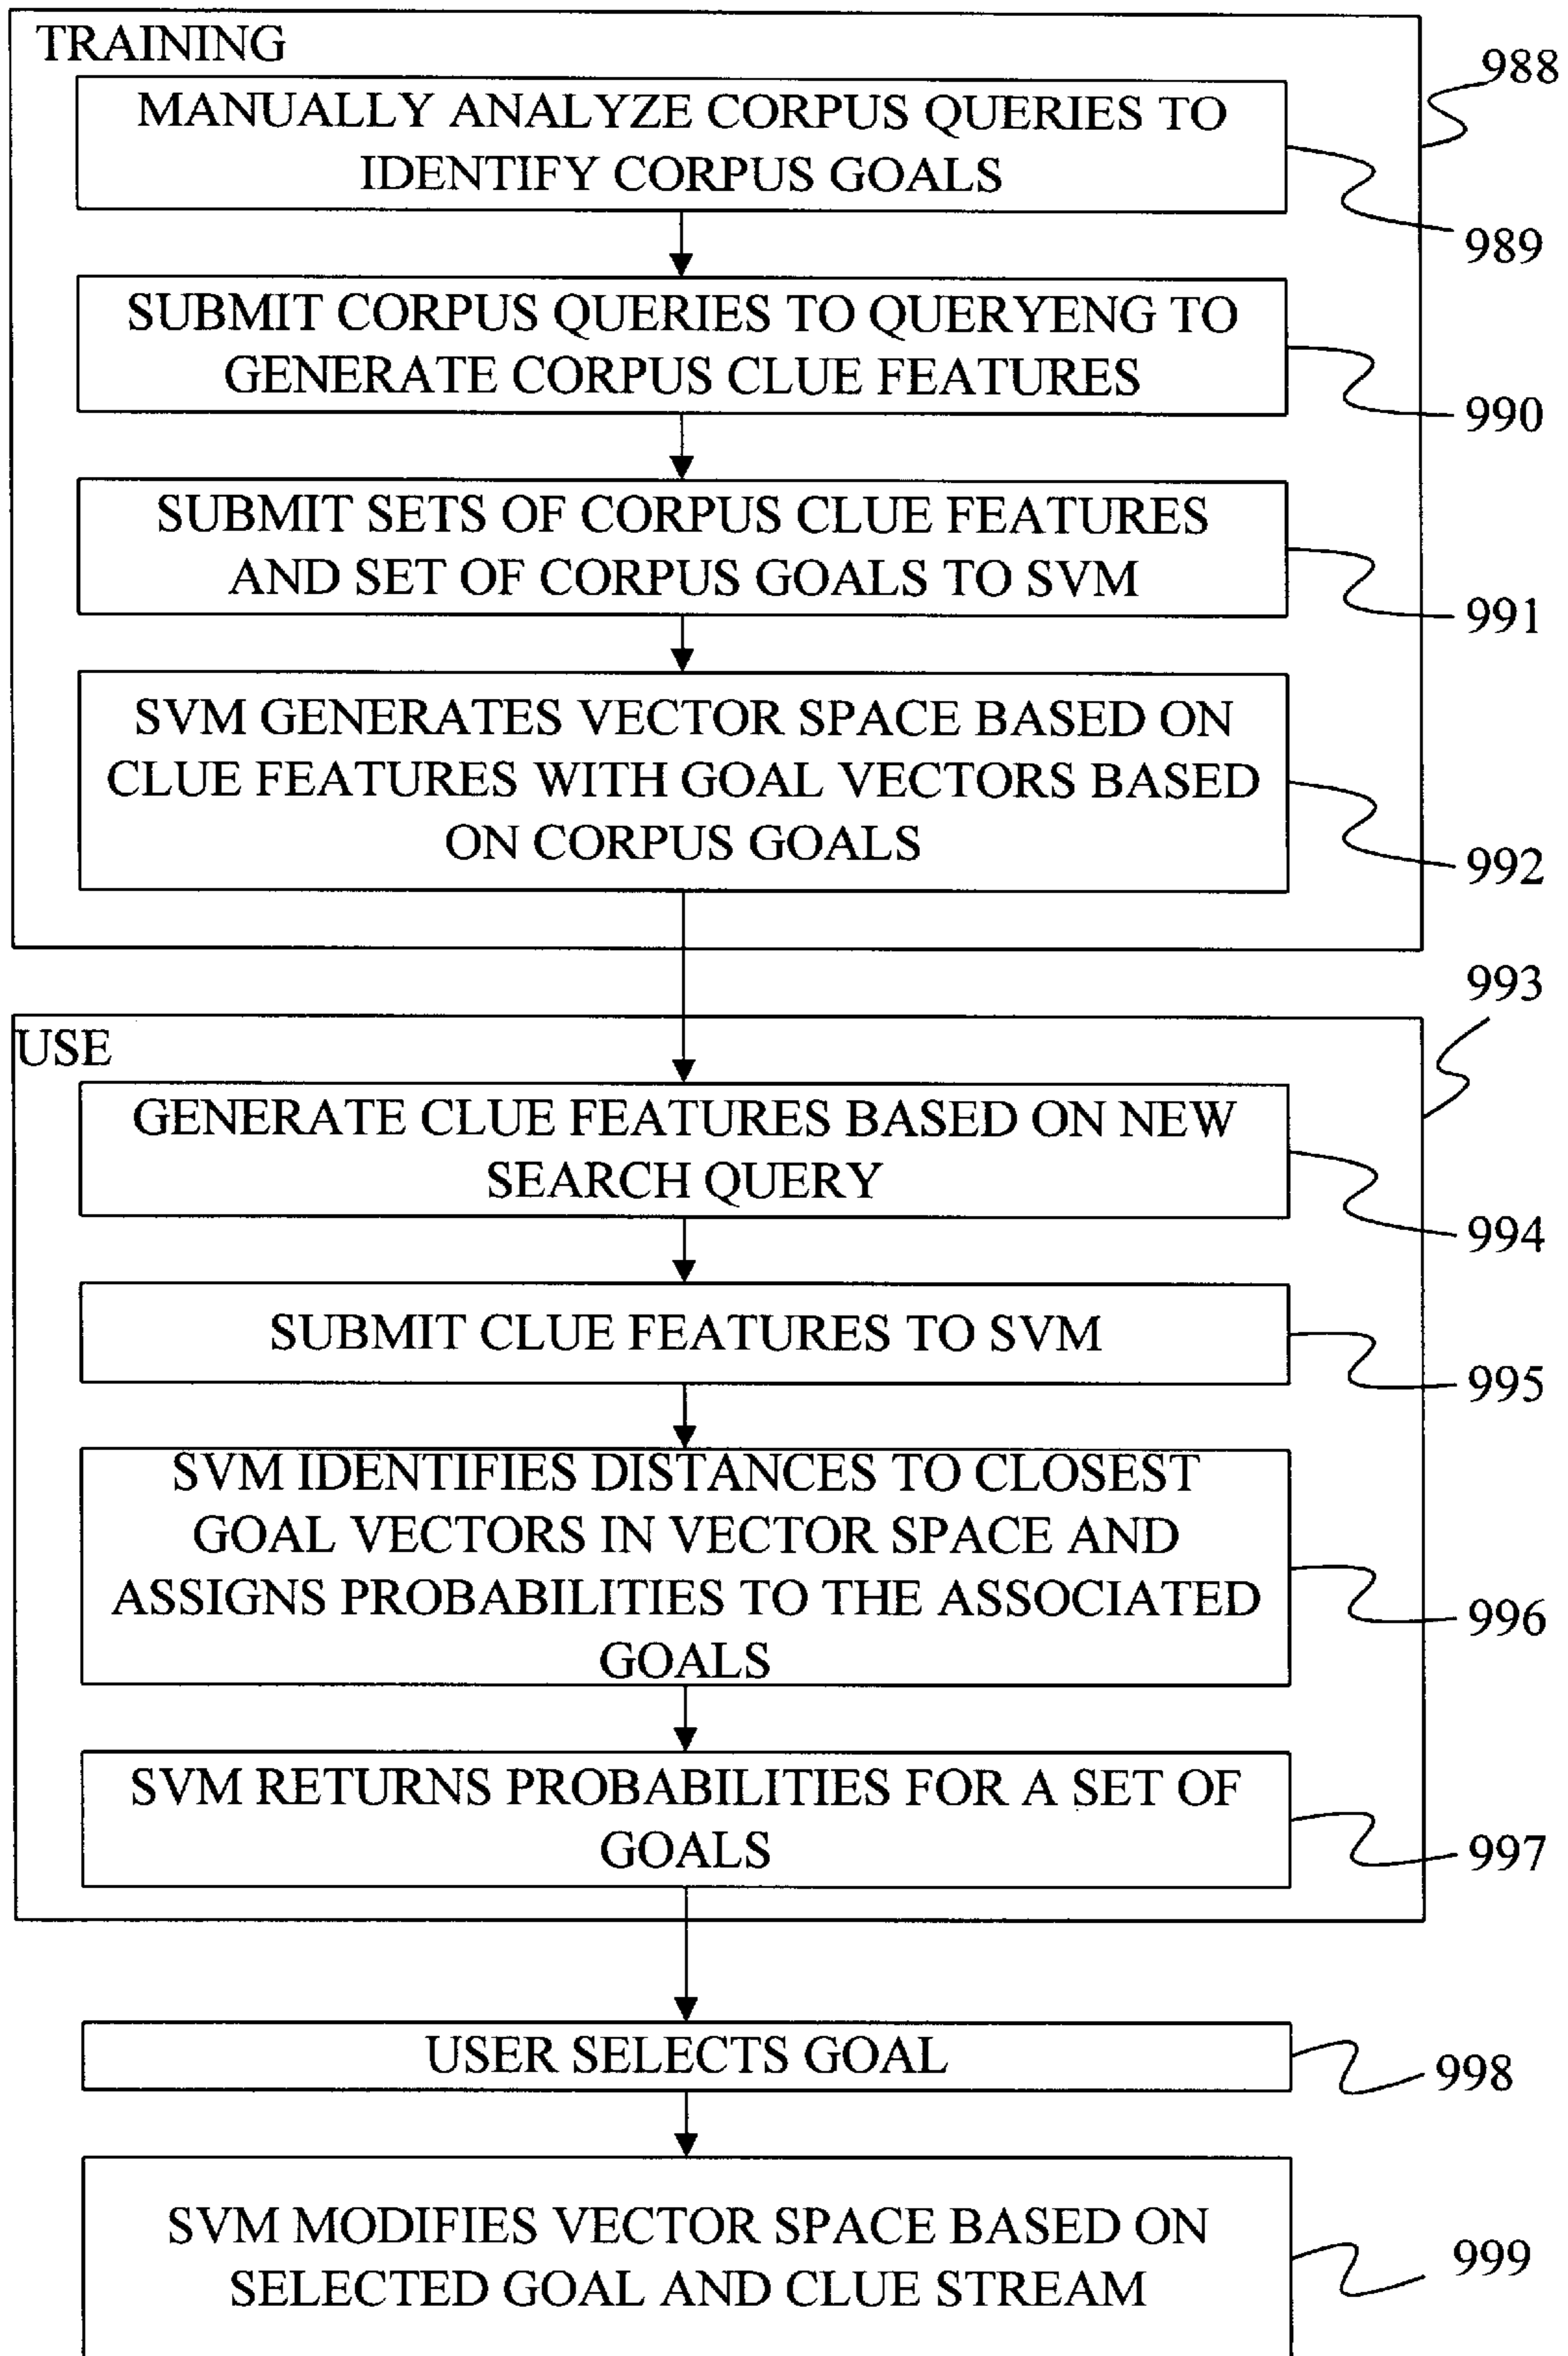 TRAINING
988
MANUALLY ANALYZE CORPUS QUERIES TO
IDENTIFY CORPUS GOALS
989
SUBMIT CORPUS QUERIES TO QUERYENG TO
GENERATE CORPUS CLUE FEATURES
990
SUBMIT SETS OF CORPUS CLUE FEATURES
AND SET OF CORPUS GOALS TO SVM
991
SVM GENERATES VECTOR SPACE BASED ON
CLUE FEATURES WITH GOAL VECTORS BASED
ON CORPUS GOALS
992
993
USE
GENERATE CLUE FEATURES BASED ON NEW
SEARCH QUERY
994
SUBMIT CLUE FEATURES TO SVM
995
SVM IDENTIFIES DISTANCES TO CLOSEST
GOAL VECTORS IN VECTOR SPACE AND
ASSIGNS PROBABILITIES TO THE ASSOCIATED
GOALS
996
SVM RETURNS PROBABILITIES FOR A SET OF
GOALS
997
USER SELECTS GOAL
998
SVM MODIFIES VECTOR SPACE BASED ON
SELECTED GOAL AND CLUE STREAM
999